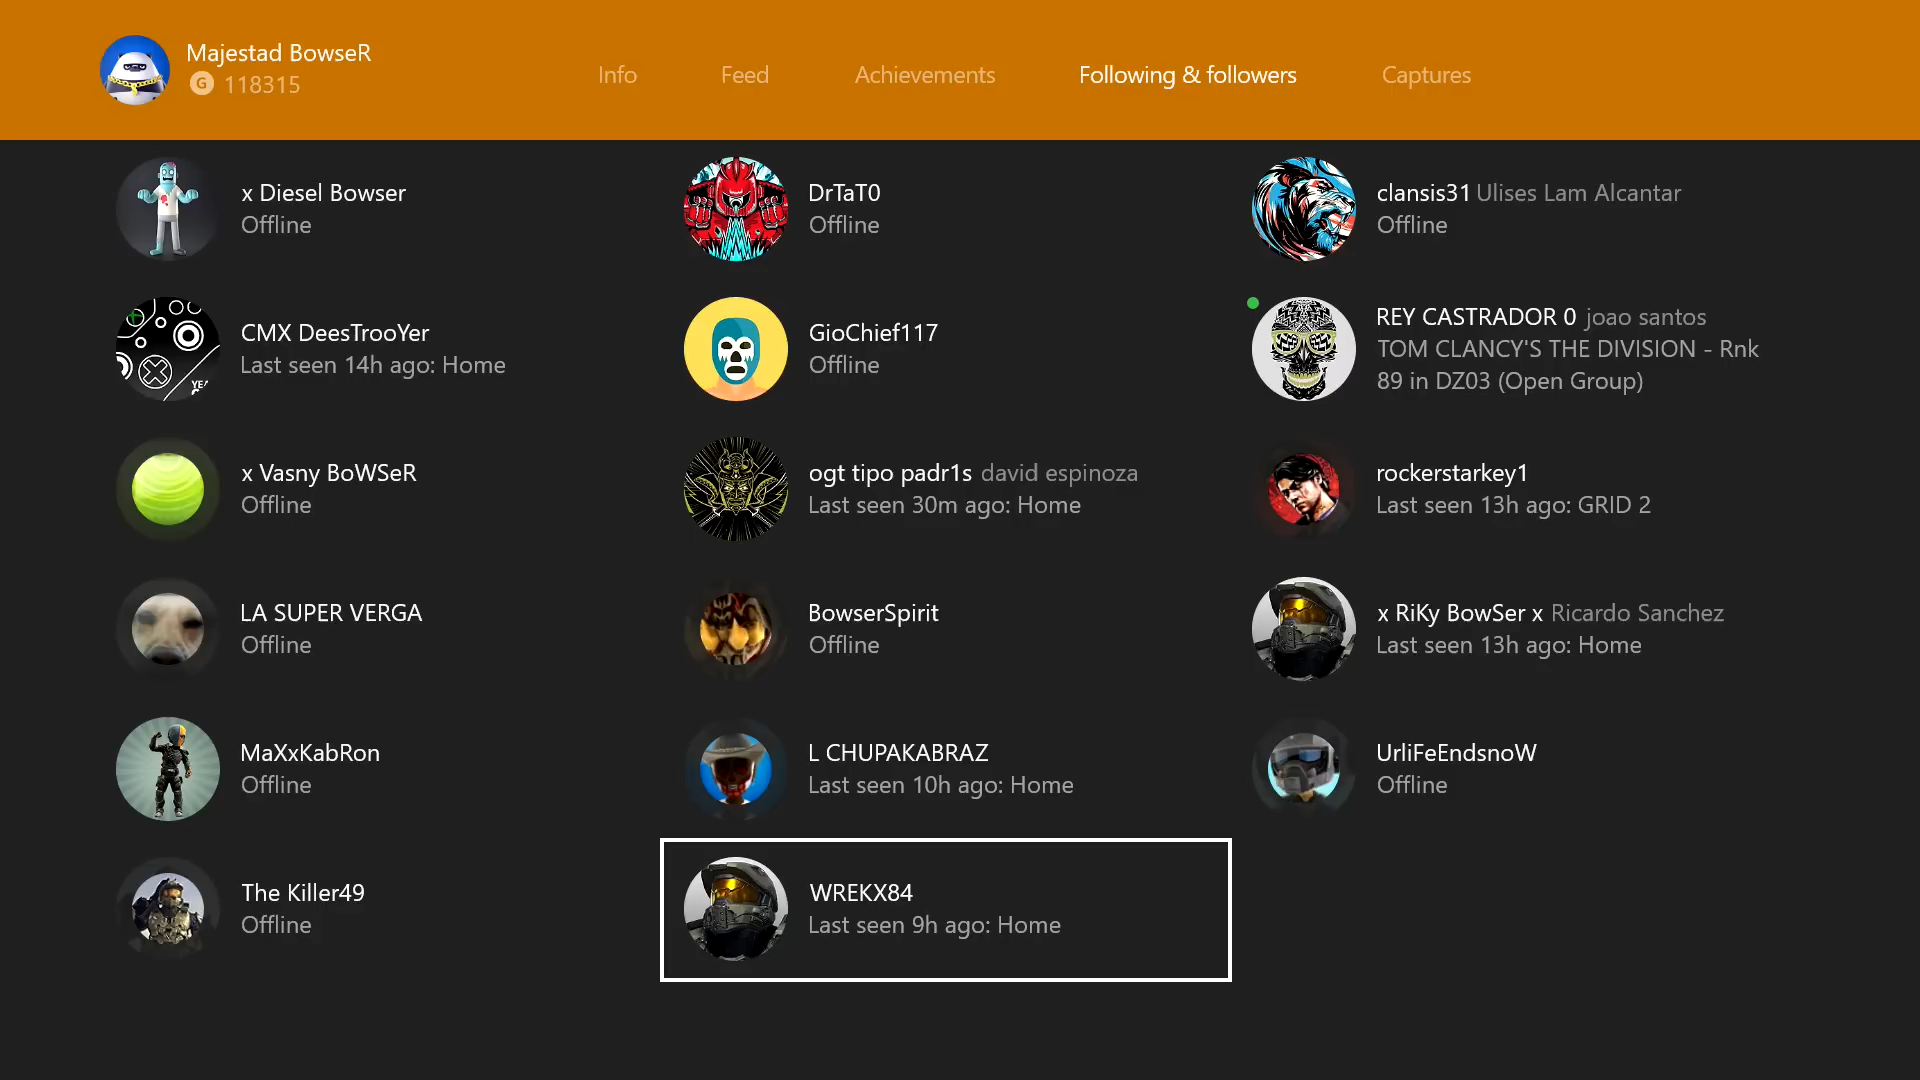 Majestad BowseR
G 118315
Info
Feed
Achievements
Following & followers
Captures
x Diesel Bowser
Offline
DrTaT0
Offline
clansis31 Ulises Lam Alcantar
Offline
CMX DeesTrooYer
Last seen 14h ago: Home
GioChief117
Offline
REY CASTRADOR 0 joao santos
TOM CLANCY'S THE DIVISION - Rnk
89 in DZ03 (Open Group)
x Vasny BoWSeR
Offline
ogt tipo padr1s david espinoza
Last seen 30m ago: Home
rockerstarkey1
Last seen 13h ago: GRID 2
LA SUPER VERGA
Offline
BowserSpirit
Offline
x RiKy BowSer x Ricardo Sanchez
Last seen 13h ago: Home
MaXxKabRon
Offline
L CHUPAKABRAZ
Last seen 10h ago: Home
UrliFeEndsnoW
Offline
The Killer49
Offline
WREKX84
Last seen 9h ago: Home